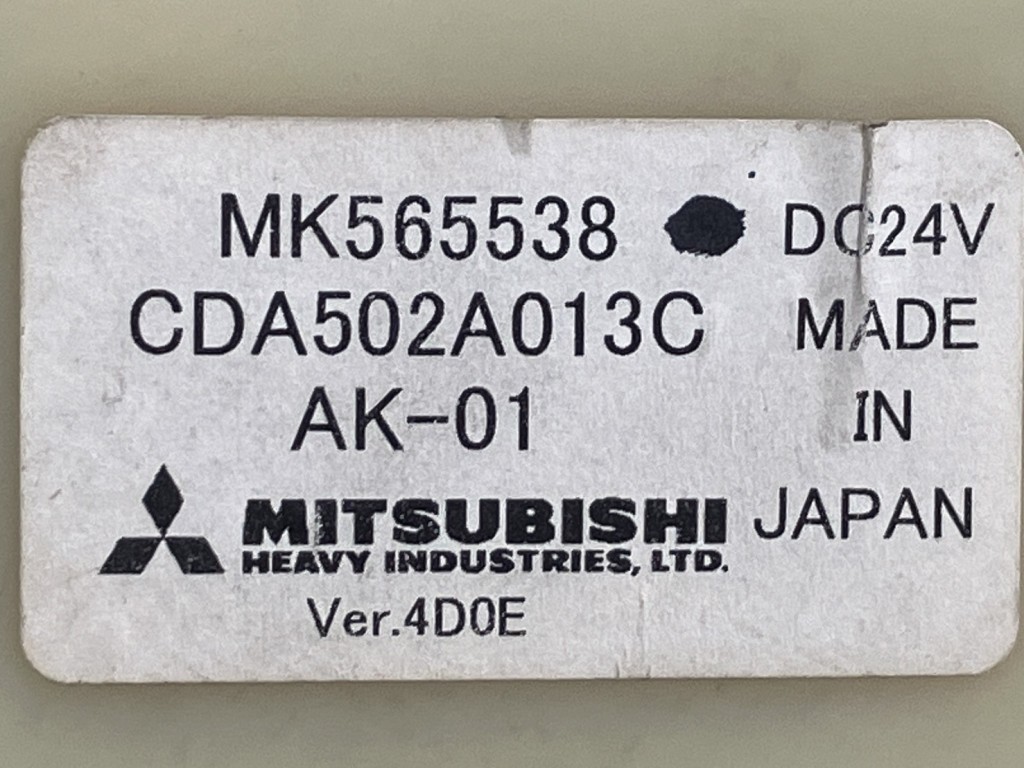 MK565538 ● DC24V
CDA502A013C MADE
AK-01 IN
MITSUBISHI JAPAN
HEAVY INDUSTRIES, LTD.
Ver.4D0E